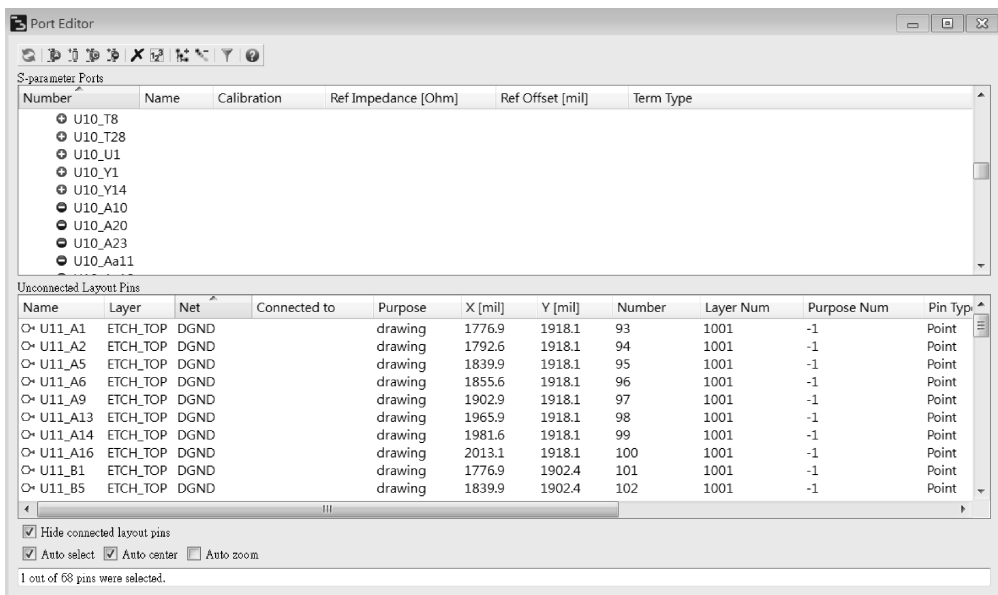 Port Editor
S-parameter Ports
Number Name Calibration Ref Impedance [Ohm] Ref Offset [mil] Term Type
U10_T8
U10_T28
U10_U1
U10_Y1
U10_Y14
U10_A10
U10_A20
U10_A23
U10_Aa11
Unconnected Layout Pins
Name Layer Net Connected to Purpose X [mil] Y [mil] Number Layer Num Purpose Num Pin Type
U11_A1 ETCH_TOP DGND drawing 1776.9 1918.1 93 1001 -1 Point
U11_A2 ETCH_TOP DGND drawing 1792.6 1918.1 94 1001 -1 Point
U11_A5 ETCH_TOP DGND drawing 1839.9 1918.1 95 1001 -1 Point
U11_A6 ETCH_TOP DGND drawing 1855.6 1918.1 96 1001 -1 Point
U11_A9 ETCH_TOP DGND drawing 1902.9 1918.1 97 1001 -1 Point
U11_A13 ETCH_TOP DGND drawing 1965.9 1918.1 98 1001 -1 Point
U11_A14 ETCH_TOP DGND drawing 1981.6 1918.1 99 1001 -1 Point
U11_A16 ETCH_TOP DGND drawing 2013.1 1918.1 100 1001 -1 Point
U11_B1 ETCH_TOP DGND drawing 1776.9 1902.4 101 1001 -1 Point
U11_B5 ETCH_TOP DGND drawing 1839.9 1902.4 102 1001 -1 Point
Hide connected layout pins
Auto select Auto center Auto zoom
1 out of 68 pins were selected.